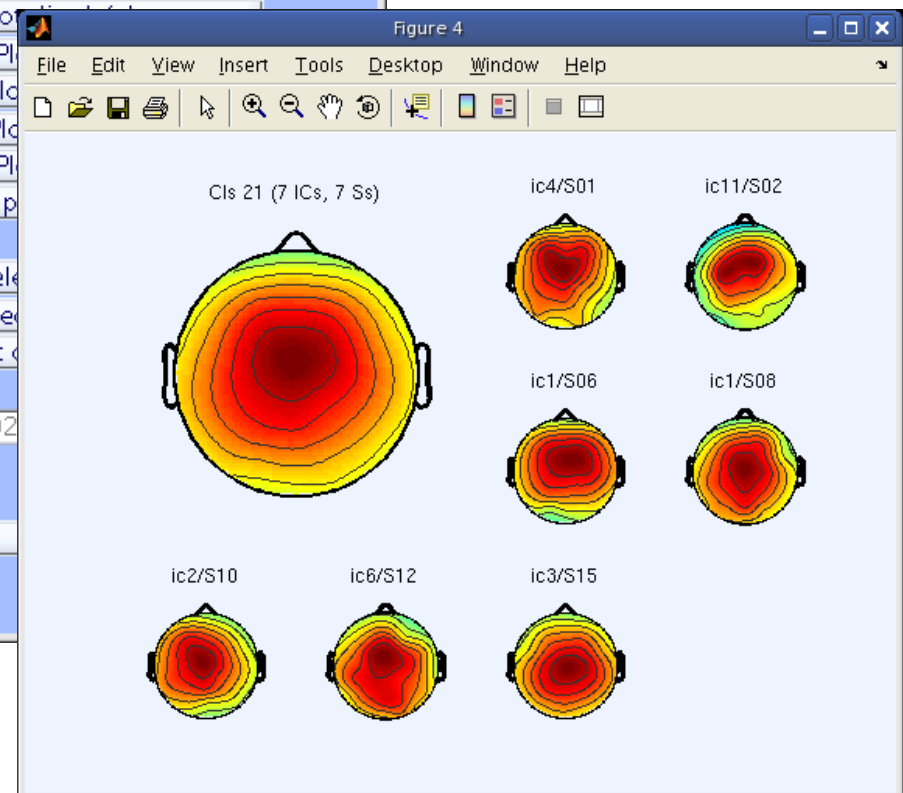 Figure 4
File Edit View Insert Tools Desktop Window Help
Cls 21 (7 ICs, 7 Ss)
ic4/S01
ic11/S02
ic1/S06
ic1/S08
ic2/S10
ic6/S12
ic3/S15